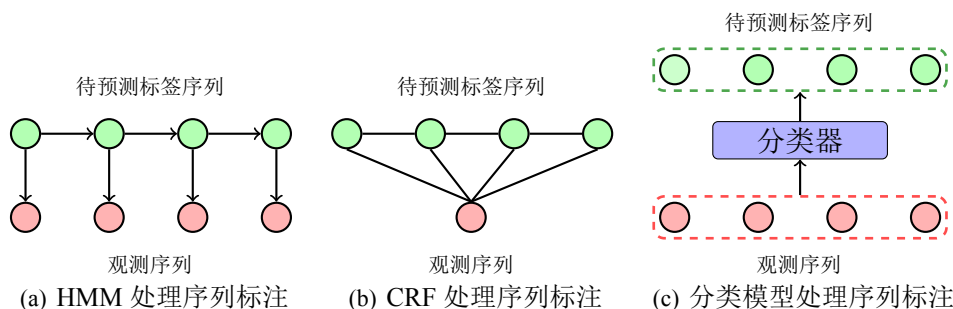 待预测标签序列
观测序列
(a) HMM 处理序列标注
待预测标签序列
观测序列
(b) CRF 处理序列标注
待预测标签序列
分类器
观测序列
(c) 分类模型处理序列标注